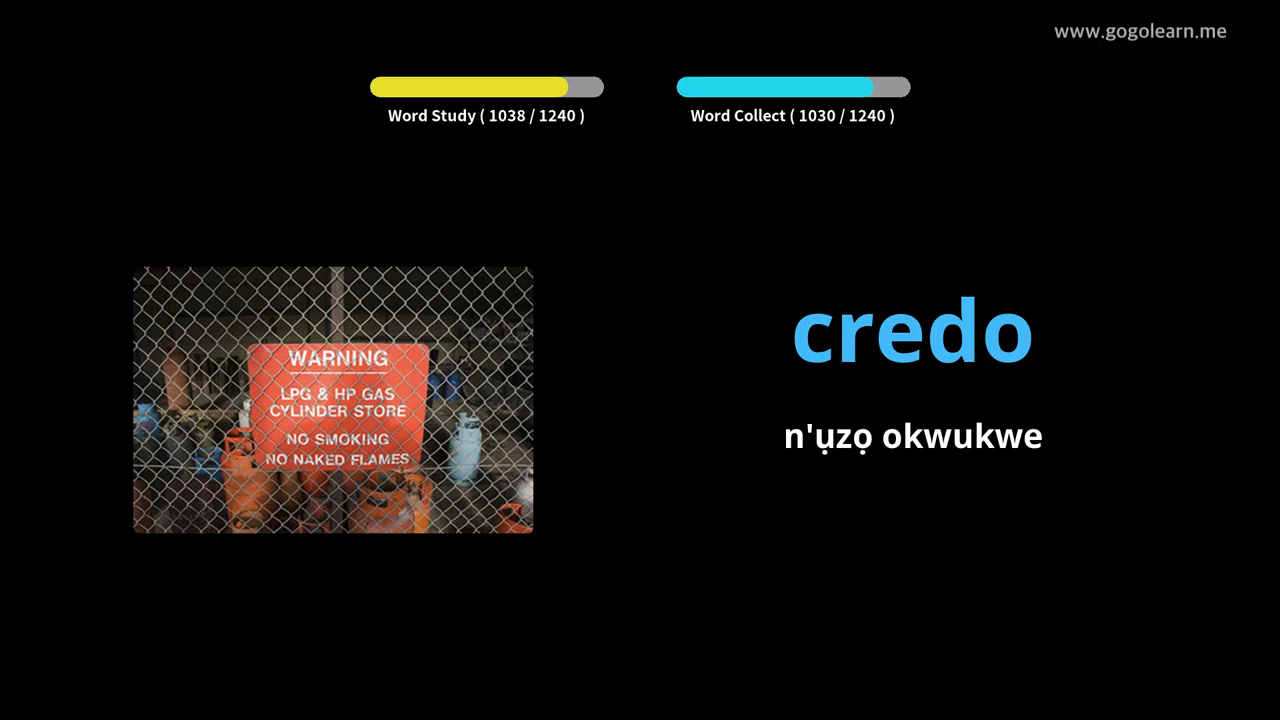 www.gogolearn.me
Word Study ( 1038 / 1240 )
Word Collect ( 1030 / 1240 )
WARNING
LPG & HP GAS
CYLINDER STORE
NO SMOKING
NO NAKED FLAMES
credo
n'ụzọ okwukwe